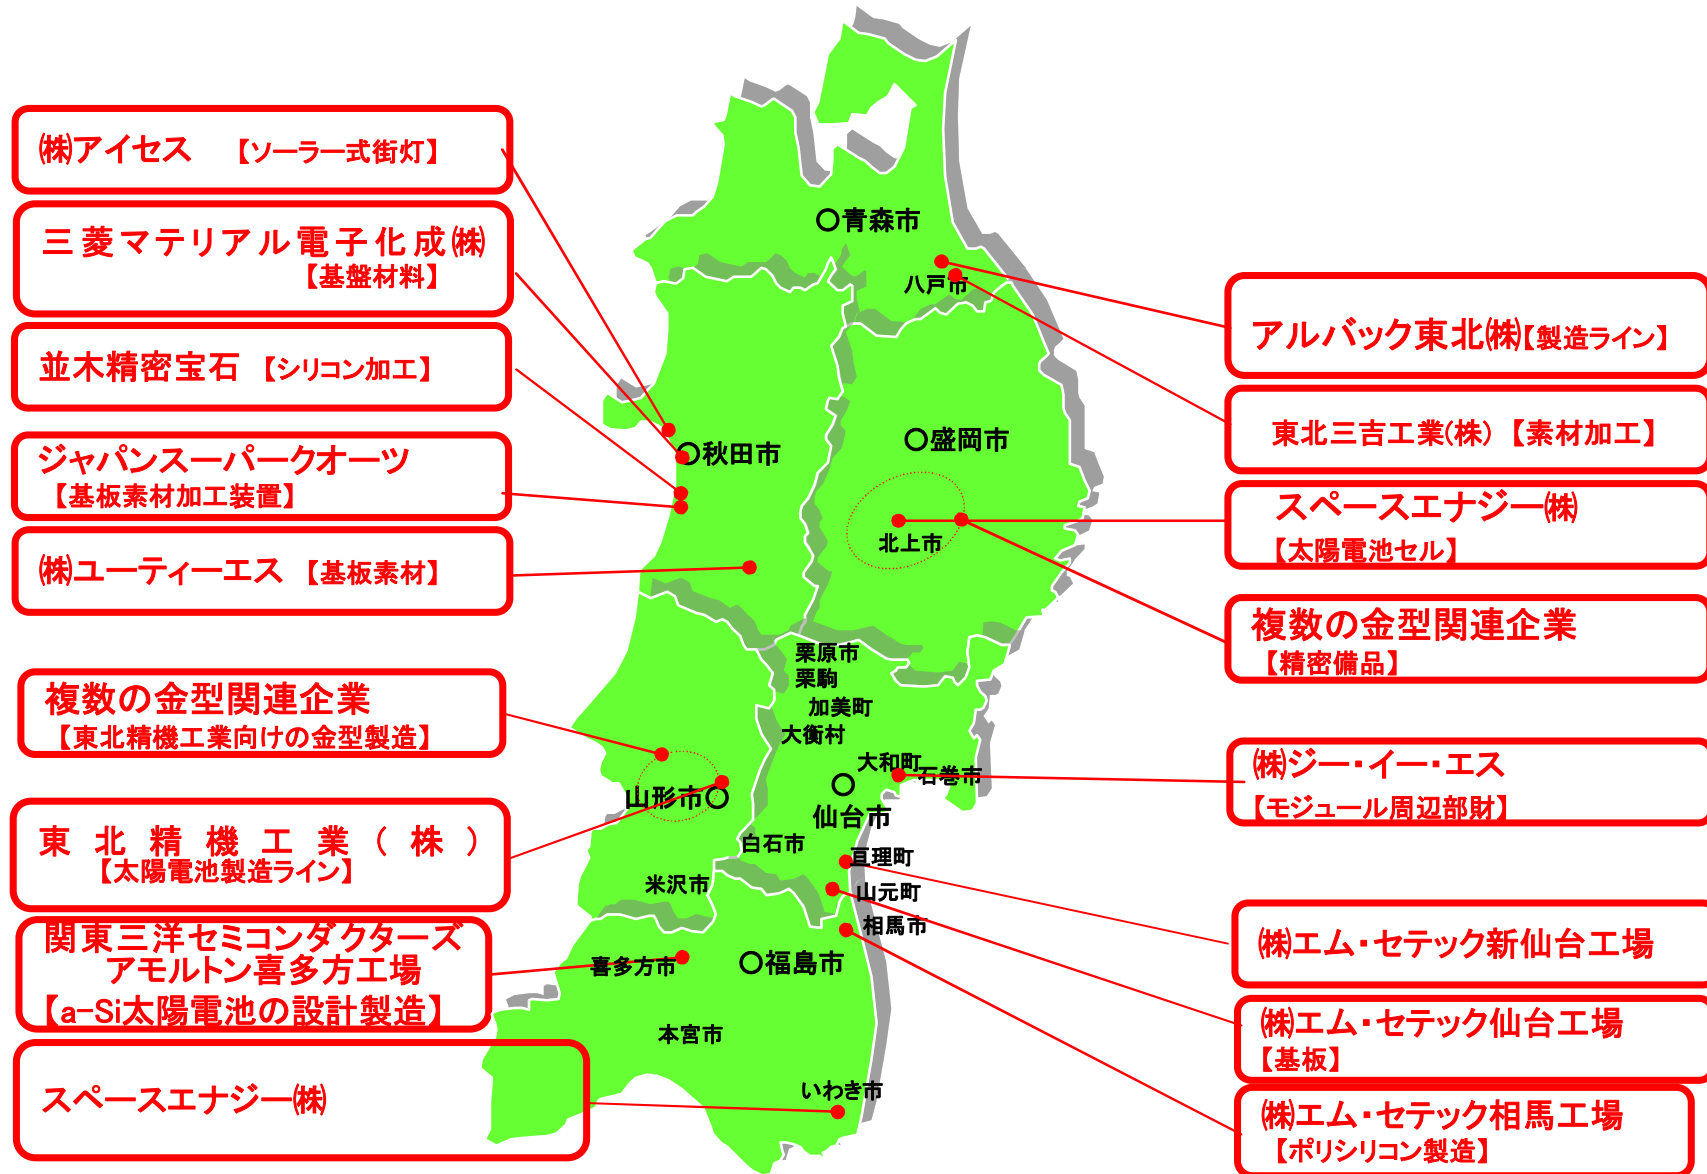 ㈱アイセス 【ソーラー式街灯】
三菱マテリアル電子化成㈱
【基盤材料】
並木精密宝石 【シリコン加工】
ジャパンスーパークオーツ
【基板素材加工装置】
㈱ユーティーエス 【基板素材】
複数の金型関連企業
【東北精機工業向けの金型製造】
東北精機工業(株)
【太陽電池製造ライン】
関東三洋セミコンダクターズ
アモルトン喜多方工場
【a-Si太陽電池の設計製造】
スペースエナジー㈱
青森市
八戸市
秋田市
盛岡市
北上市
栗原市
栗駒
加美町
大衡村
大和町
石巻市
山形市
仙台市
白石市
亘理町
米沢市
山元町
相馬市
喜多方市
福島市
本宮市
いわき市
アルバック東北㈱【製造ライン】
東北三吉工業(株)【素材加工】
スペースエナジー㈱
【太陽電池セル】
複数の金型関連企業
【精密備品】
㈱ジー・イー・エス
【モジュール周辺部財】
㈱エム・セテック新仙台工場
㈱エム・セテック仙台工場
【基板】
㈱エム・セテック相馬工場
【ポリシリコン製造】